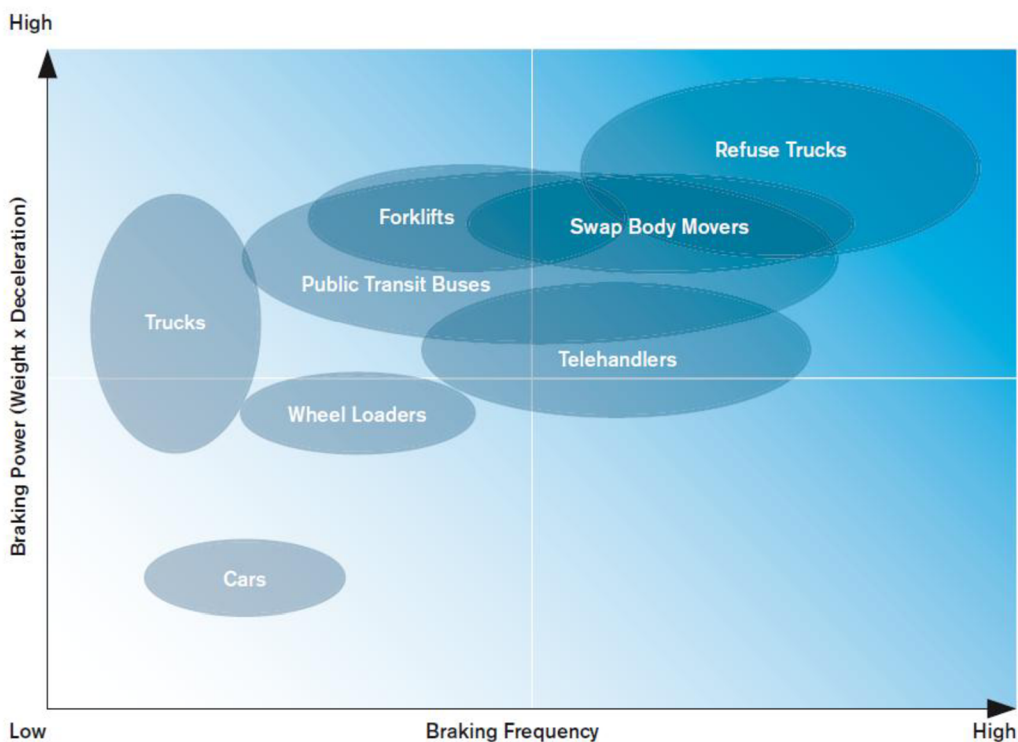 High
Braking Power (Weight x Deceleration)
Refuse Trucks
Forklifts
Swap Body Movers
Public Transit Buses
Trucks
Telehandlers
Wheel Loaders
Cars
Low
Braking Frequency
High